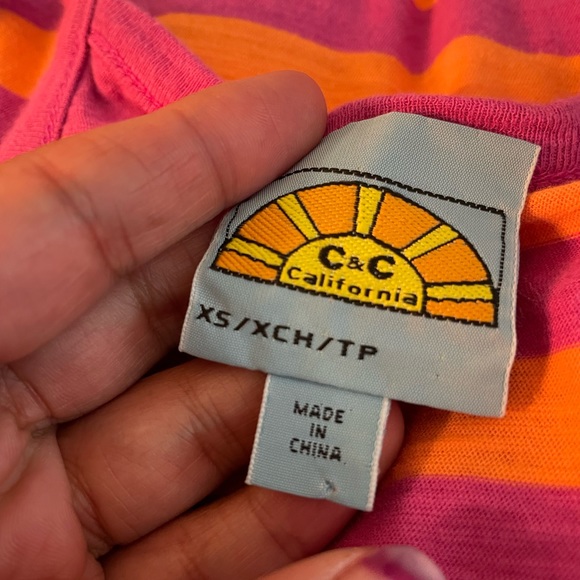 C&C
California
XS/XCH/TP
MADE
IN
CHINA